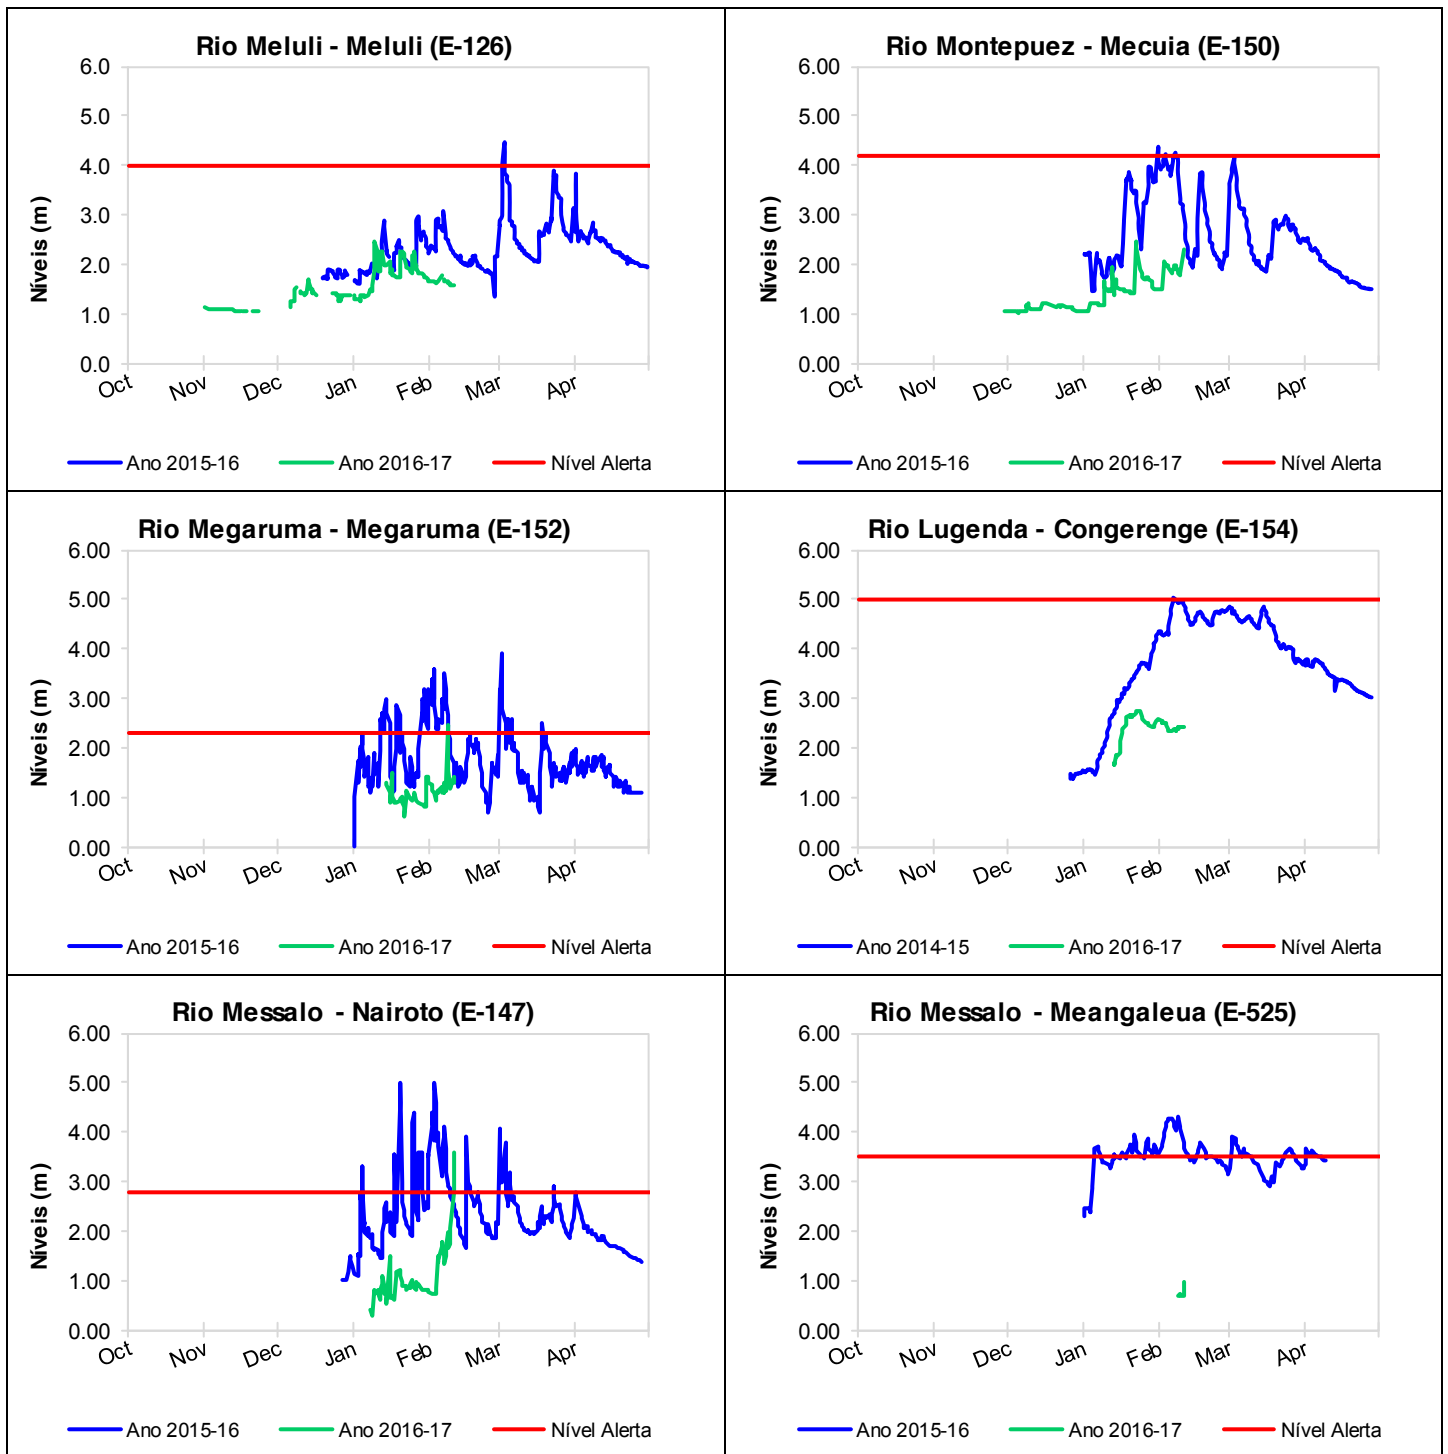 Rio Meluli - Meluli (E-126)
6.0
5.0
4.0
3.0
2.0
1.0
0.0
Níveis (m)
Oct Nov Dec Jan Feb Mar Apr
Ano 2015-16 Ano 2016-17 Nível Alerta
Rio Montepuez - Mecuia (E-150)
6.00
5.00
4.00
3.00
2.00
1.00
0.00
Níveis (m)
Oct Nov Dec Jan Feb Mar Apr
Ano 2015-16 Ano 2016-17 Nível Alerta
Rio Megaruma - Megaruma (E-152)
6.00
5.00
4.00
3.00
2.00
1.00
0.00
Níveis (m)
Oct Nov Dec Jan Feb Mar Apr
Ano 2015-16 Ano 2016-17 Nível Alerta
Rio Lugenda - Congerenge (E-154)
6.00
5.00
4.00
3.00
2.00
1.00
0.00
Níveis (m)
Oct Nov Dec Jan Feb Mar Apr
Ano 2014-15 Ano 2016-17 Nível Alerta
Rio Messalo - Nairoto (E-147)
6.00
5.00
4.00
3.00
2.00
1.00
0.00
Níveis (m)
Oct Nov Dec Jan Feb Mar Apr
Ano 2015-16 Ano 2016-17 Nível Alerta
Rio Messalo - Meangaleua (E-525)
6.00
5.00
4.00
3.00
2.00
1.00
0.00
Níveis (m)
Oct Nov Dec Jan Feb Mar Apr
Ano 2015-16 Ano 2016-17 Nível Alerta